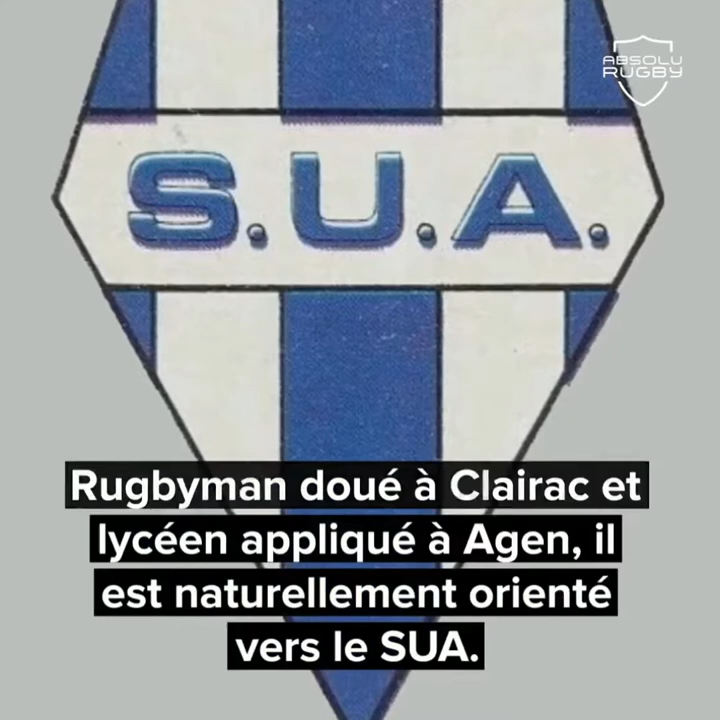 ABSOLU
RUGBY
S.U.A.
Rugbyman doué à Clairac et
lycéen appliqué à Agen, il
est naturellement orienté
vers le SUA.